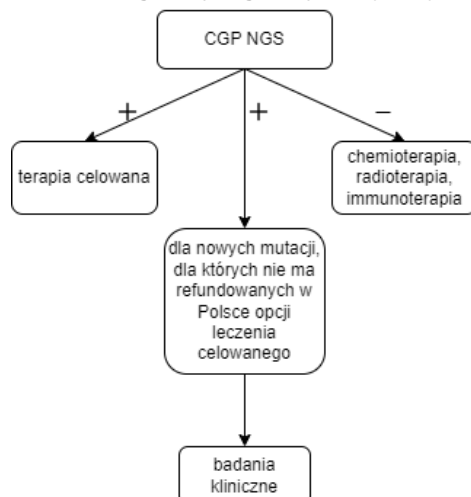 CGP NGS
+
+
−
terapia celowana
chemioterapia,
radioterapia,
immunoterapia
dla nowych mutacji,
dla których nie ma
refundowanych w
Polsce opcji
leczenia
celowanego
badania
kliniczne